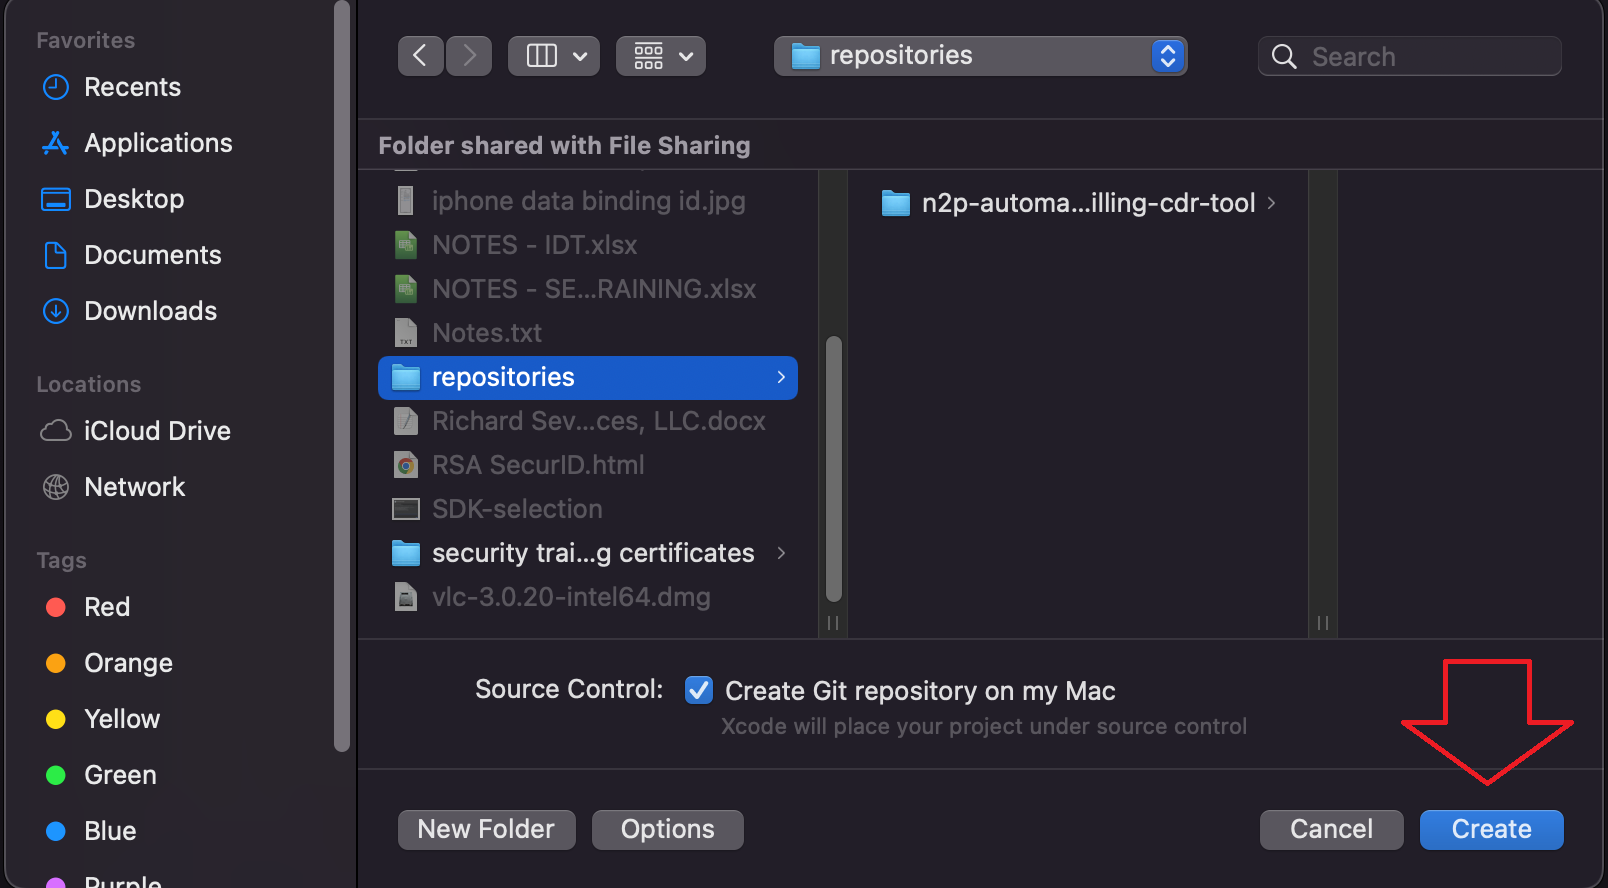 Favorites
Recents
Applications
Desktop
Documents
Downloads
Locations
iCloud Drive
Network
Tags
Red
Orange
Yellow
Green
Blue
Purple
repositories
Search
Folder shared with File Sharing
iphone data binding id.jpg
NOTES - IDT.xlsx
NOTES - SE...RAINING.xlsx
Notes.txt
repositories
Richard Sev...ces, LLC.docx
RSA SecurID.html
SDK-selection
security trai...g certificates
vlc-3.0.20-intel64.dmg
n2p-automa...illing-cdr-tool
Source Control: Create Git repository on my Mac
Xcode will place your project under source control
New Folder Options Cancel Create